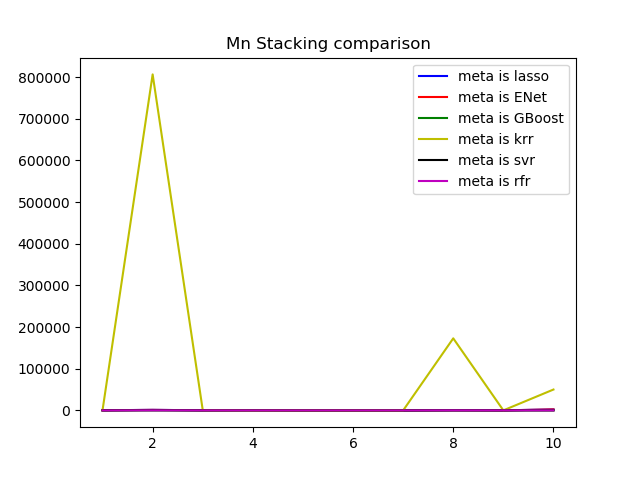 Mn Stacking comparison
800000
700000
600000
500000
400000
300000
200000
100000
0
meta is lasso
meta is ENet
meta is GBoost
meta is krr
meta is svr
meta is rfr
2 4 6 8 10